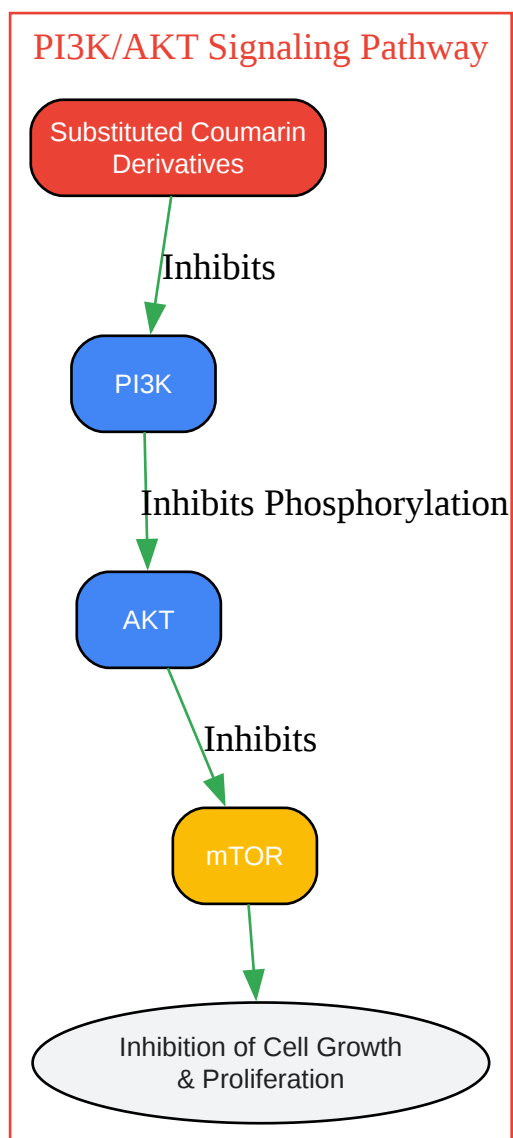 PI3K/AKT Signaling Pathway
Substituted Coumarin
Derivatives
Inhibits
PI3K
Inhibits Phosphorylation
AKT
Inhibits
mTOR
Inhibition of Cell Growth
& Proliferation